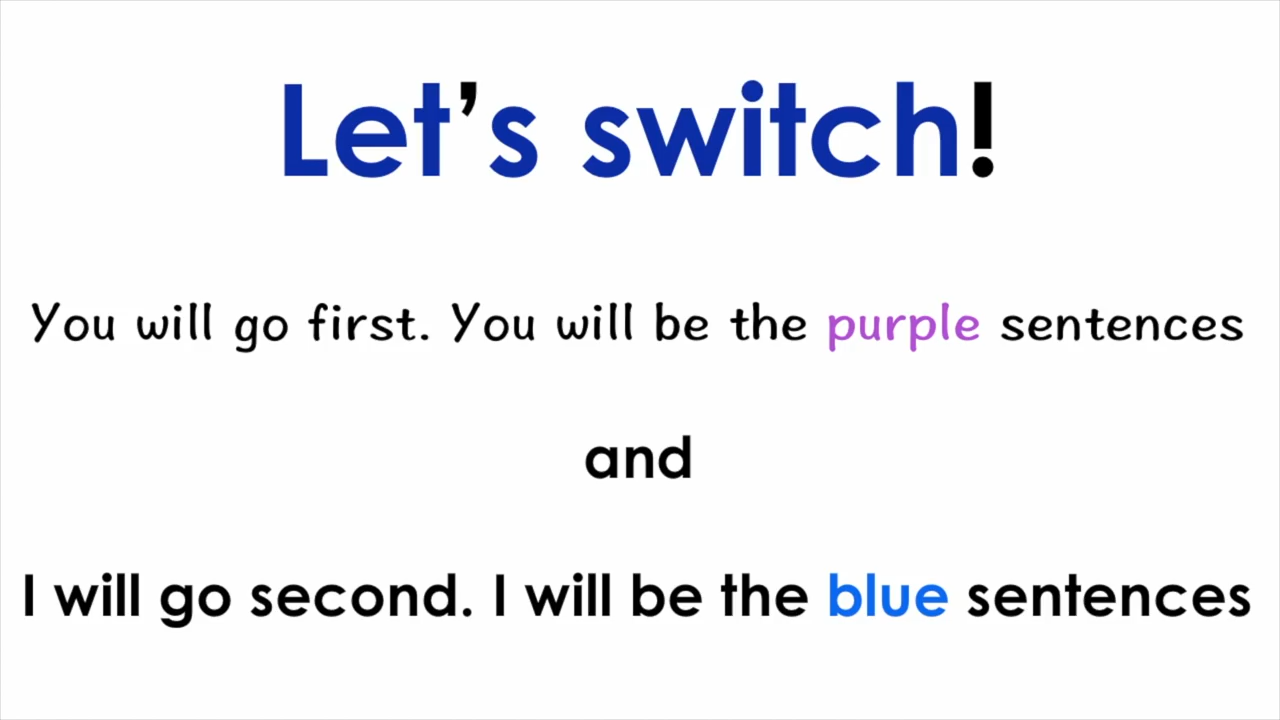 Let's switch!
You will go first. You will be the purple sentences
and
I will go second. I will be the blue sentences